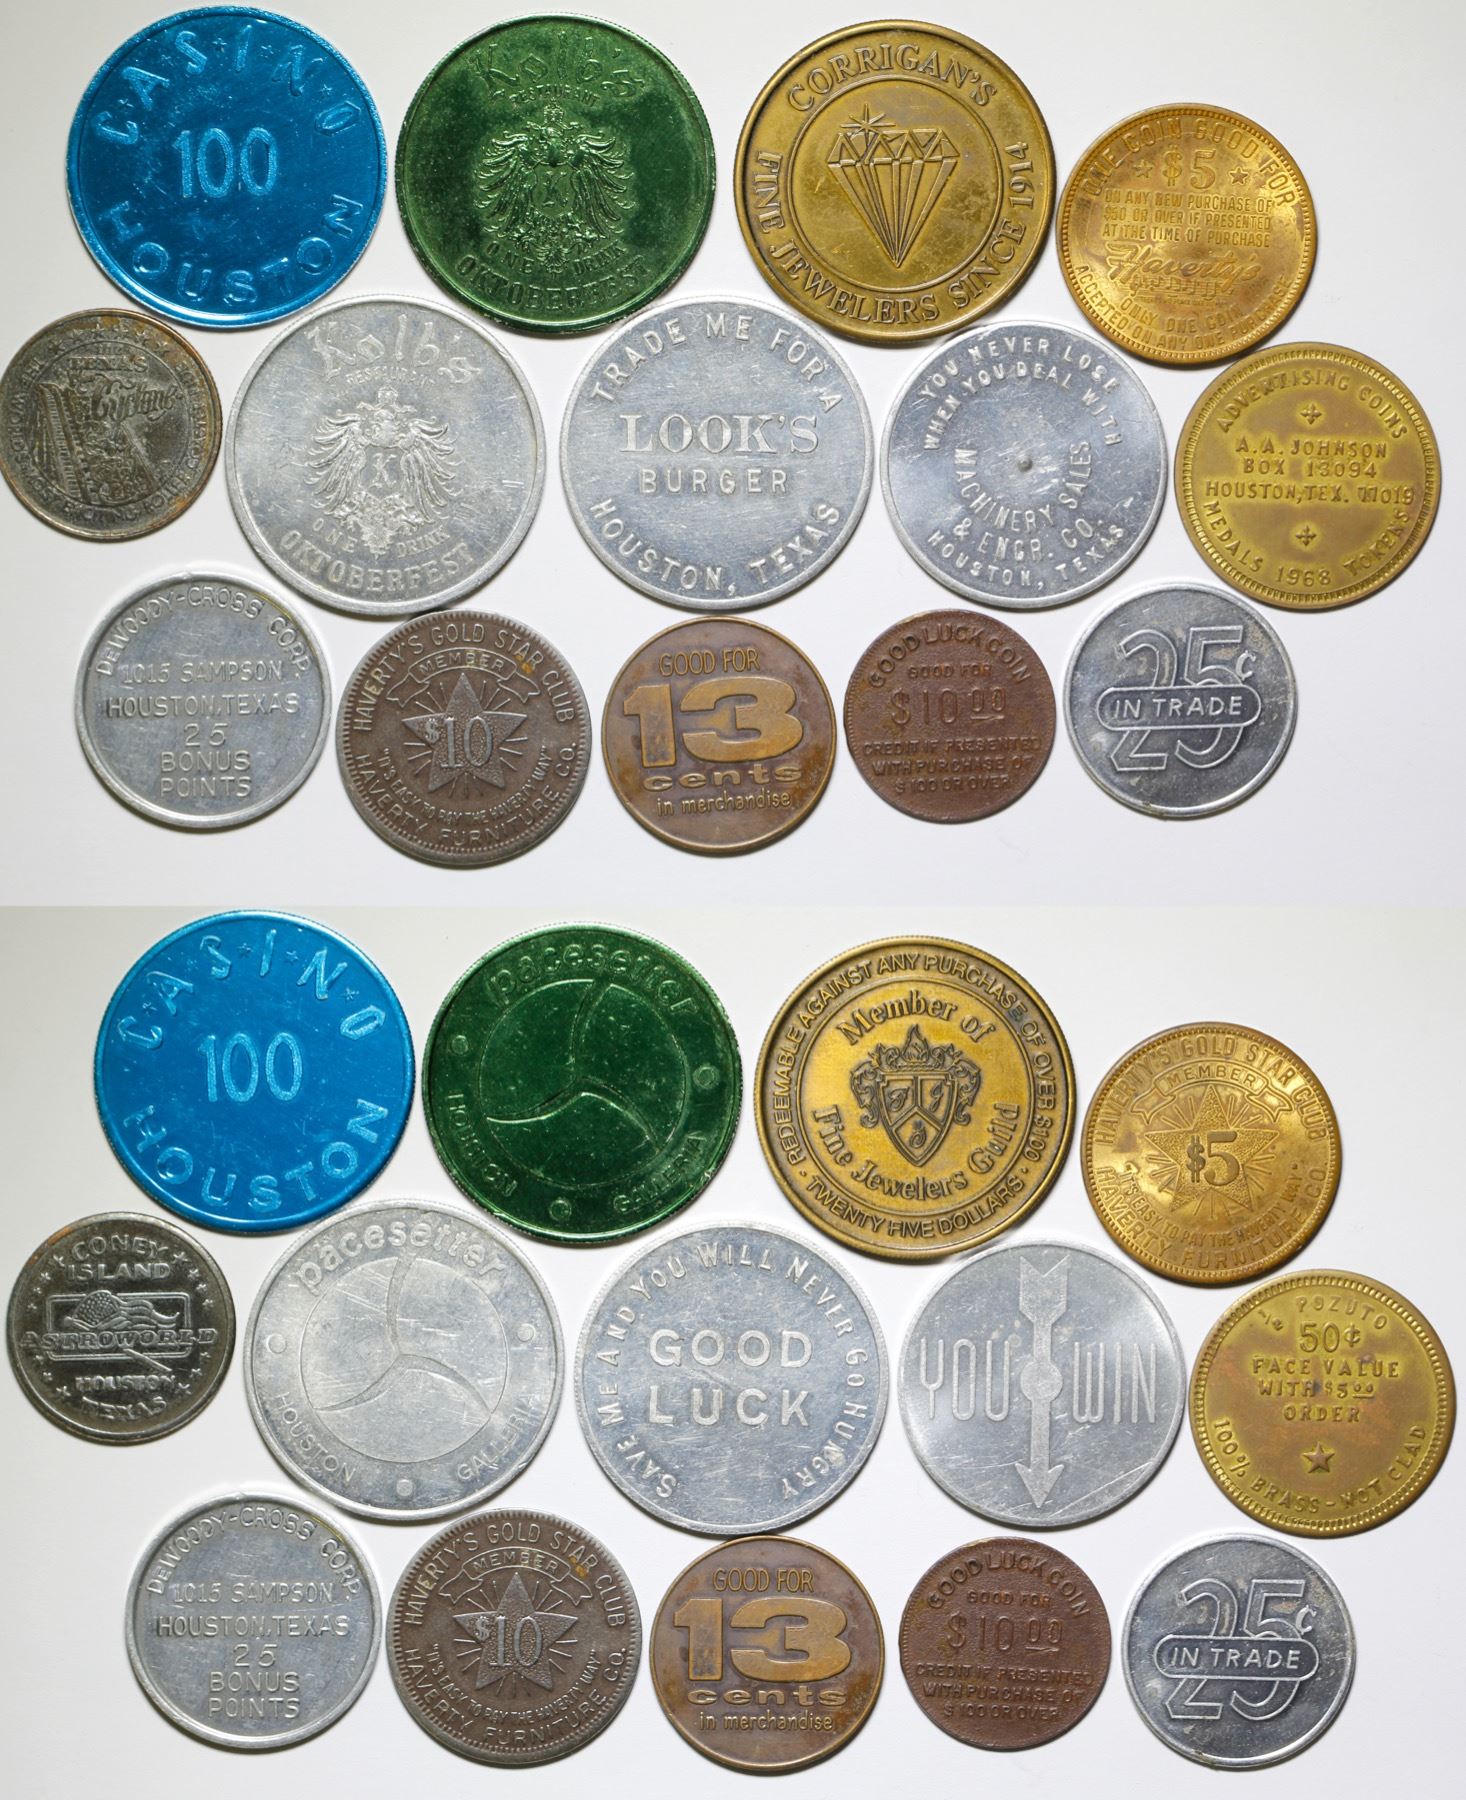 CASINO
100
HOUSTON
Kolb's
RESTAURANT
K
ONE DRINK
OKTOBERFEST
CORRIGAN'S
FINE JEWELERS SINCE 1914
ONE COIN GOOD FOR
$5
ON ANY NEW PURCHASE OF
$50 OR OVER IF PRESENTED
AT THE TIME OF PURCHASE
Haverty's
ONLY ONE COIN
ACCEPTED ON ANY ONE PURCHASE
THE
TEXAS
Cyclone
Kolb's
RESTAURANT
K
ONE DRINK
OKTOBERFEST
TRADE ME FOR A
LOOK'S
BURGER
HOUSTON, TEXAS
YOU NEVER LOSE
WHEN YOU DEAL WITH
MACHINERY SALES
& ENGR. CO.
HOUSTON, TEXAS
ADVERTISING COINS
A.A. JOHNSON
BOX 13094
HOUSTON, TEX. 77019
MEDALS 1968 TOKENS
DEWOODY-CROSS CORP.
1015 SAMPSON
HOUSTON, TEXAS
25
BONUS
POINTS
HAVERTY'S GOLD STAR CLUB
MEMBER
$10
"IT'S EASY TO PAY THE HAVERTY WAY"
HAVERTY FURNITURE CO.
GOOD FOR
13
cents
in merchandise
GOOD LUCK COIN
GOOD FOR
$10.00
CREDIT IF PRESENTED
WITH PURCHASE OF
$100 OR OVER
25¢
IN TRADE
CASINO
100
HOUSTON
pacesetter
HOUSTON GALLERIA
REDEEMABLE AGAINST ANY PURCHASE OF OVER $100
TWENTY FIVE DOLLARS
Member of
Fine Jewelers Guild
HAVERTY'S GOLD STAR CLUB
MEMBER
$5
"IT'S EASY TO PAY THE HAVERTY WAY"
HAVERTY FURNITURE CO.
CONEY
ISLAND
ASTROWORLD
HOUSTON
TEXAS
pacesetter
HOUSTON GALLERIA
SAVE ME AND YOU WILL NEVER GO HUNGRY
GOOD
LUCK
YOU WIN
50¢
FACE VALUE
WITH $5.00
ORDER
100% BRASS-NOT CLAD
DEWOODY-CROSS CORP.
1015 SAMPSON
HOUSTON, TEXAS
25
BONUS
POINTS
HAVERTY'S GOLD STAR CLUB
MEMBER
$10
"IT'S EASY TO PAY THE HAVERTY WAY"
HAVERTY FURNITURE CO.
GOOD FOR
13
cents
in merchandise
GOOD LUCK COIN
GOOD FOR
$10.00
CREDIT IF PRESENTED
WITH PURCHASE OF
$100 OR OVER
25¢
IN TRADE